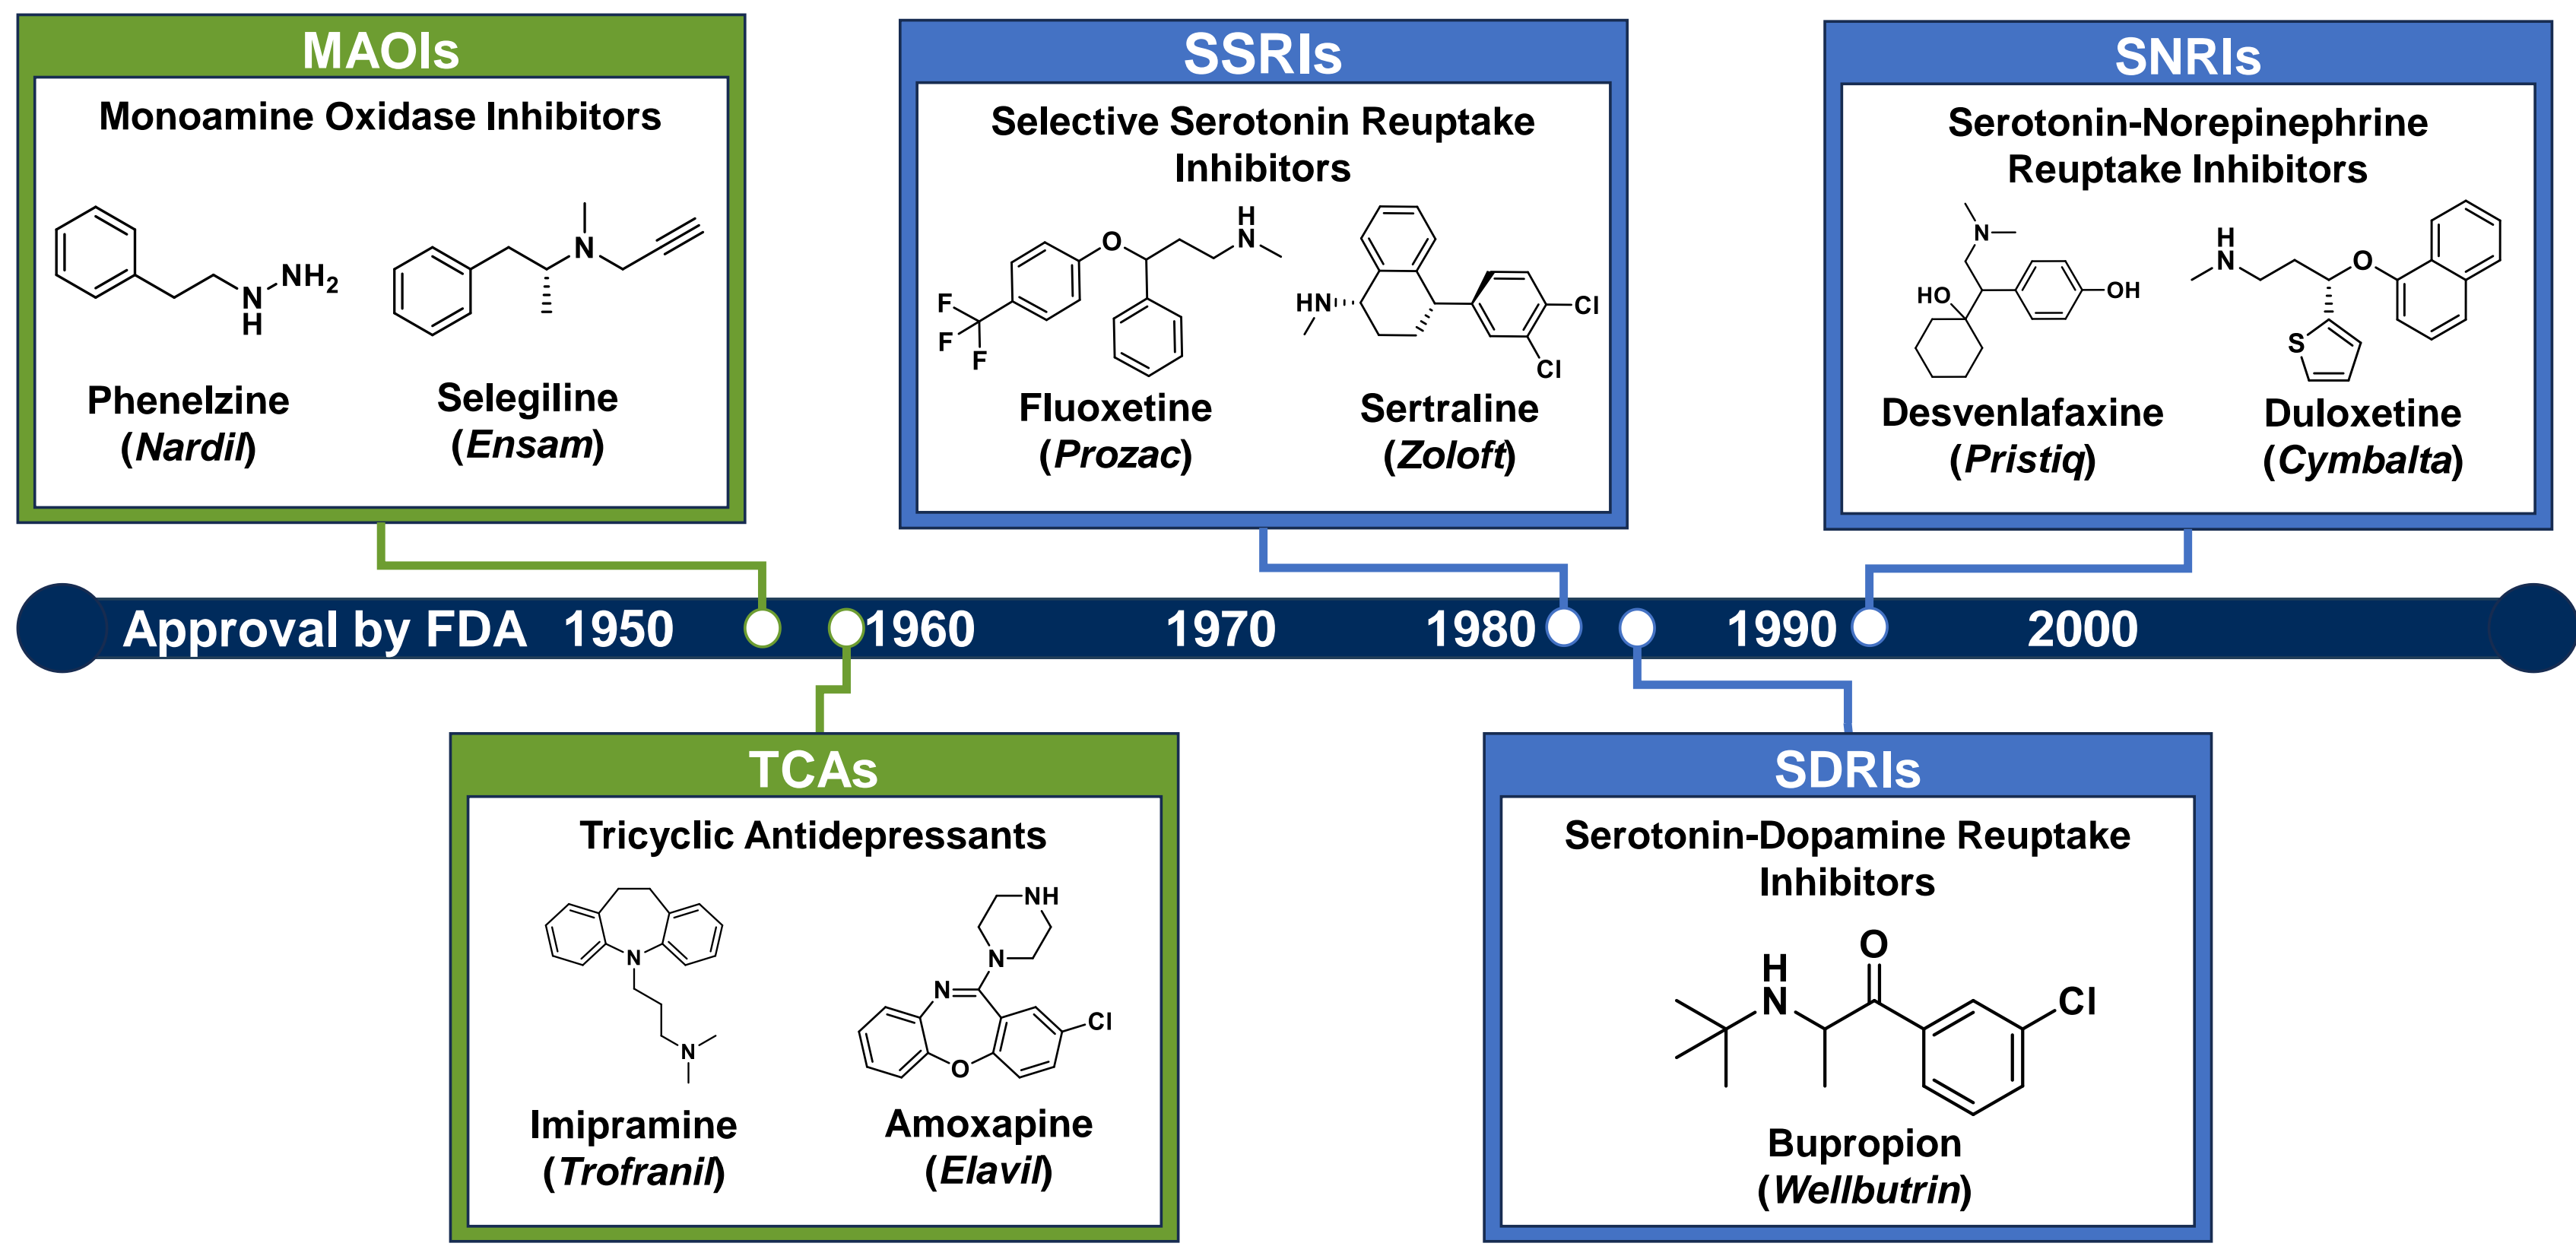 MAOIs
Monoamine Oxidase Inhibitors
NH2
N
H
Phenelzine
(Nardil)
N
Selegiline
(Ensam)
SSRIs
Selective Serotonin Reuptake
Inhibitors
O
H
N
F
F
F
Fluoxetine
(Prozac)
HN
Cl
Cl
Sertraline
(Zoloft)
SNRIs
Serotonin-Norepinephrine
Reuptake Inhibitors
N
HO
OH
Desvenlafaxine
(Pristiq)
H
N
O
S
Duloxetine
(Cymbalta)
Approval by FDA 1950 1960 1970 1980 1990 2000
TCAs
Tricyclic Antidepressants
N
N
Imipramine
(Trofranil)
NH
N
N
Cl
O
Amoxapine
(Elavil)
SDRIs
Serotonin-Dopamine Reuptake
Inhibitors
O
H
N
Cl
Bupropion
(Wellbutrin)